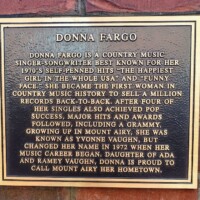 DONNA FARGO
DONNA FARGO IS A COUNTRY MUSIC
SINGER-SONGWRITER BEST KNOWN FOR HER
1970'S SELF-PENNED HITS "THE HAPPIEST
GIRL IN THE WHOLE USA" AND "FUNNY
FACE." SHE BECAME THE FIRST WOMAN IN
COUNTRY MUSIC HISTORY TO SELL A MILLION
RECORDS BACK-TO-BACK. AFTER FOUR OF
HER SINGLES ALSO ACHIEVED POP
SUCCESS, MAJOR HITS AND AWARDS
FOLLOWED, INCLUDING A GRAMMY.
GROWING UP IN MOUNT AIRY, SHE WAS
KNOWN AS YVONNE VAUGHN, BUT
CHANGED HER NAME IN 1972 WHEN HER
MUSIC CAREER BEGAN. DAUGHTER OF ADA
AND RAMEY VAUGHN, DONNA IS PROUD TO
CALL MOUNT AIRY HER HOMETOWN.